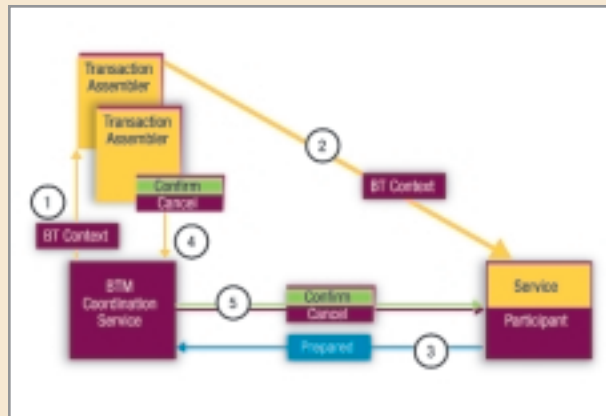 Transaction
Assembler
Transaction
Assembler
2
1
BT Context
Confirm
Cancel
BT Context
4
BTM
Coordination
Service
5
Confirm
Cancel
Service
Participant
Prepared
3